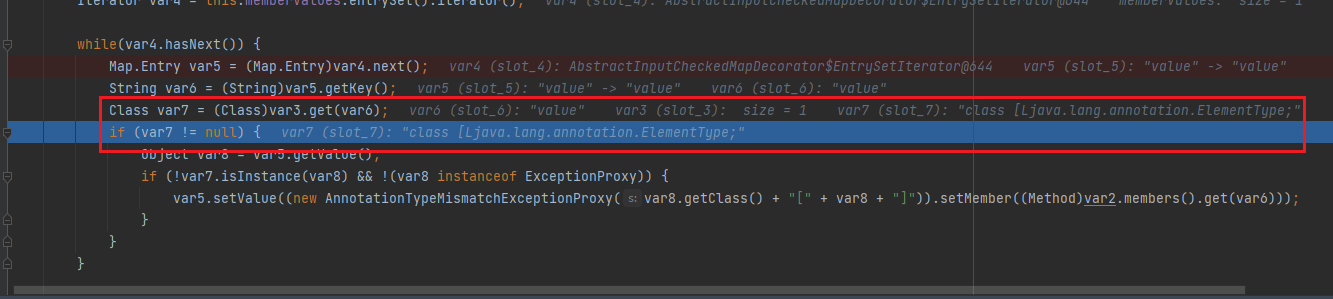 Iterator var4 = this.memberValues.entrySet().iterator();   var4 (slot_4): AbstractInputCheckedMapDecorator$EntrySetIterator@644   memberValues:  size = 1
while(var4.hasNext()) {
Map.Entry var5 = (Map.Entry)var4.next();   var4 (slot_4): AbstractInputCheckedMapDecorator$EntrySetIterator@644   var5 (slot_5): "value" -> "value"
String var6 = (String)var5.getKey();   var5 (slot_5): "value" -> "value"   var6 (slot_6): "value"
Class var7 = (Class)var3.get(var6);   var6 (slot_6): "value"   var3 (slot_3):  size = 1   var7 (slot_7): "class [Ljava.lang.annotation.ElementType;"
if (var7 != null) {   var7 (slot_7): "class [Ljava.lang.annotation.ElementType;"
Object var8 = var5.getValue();
if (!var7.isInstance(var8) && !(var8 instanceof ExceptionProxy)) {
var5.setValue((new AnnotationTypeMismatchExceptionProxy( s: var8.getClass() + "[" + var8 + "]")).setMember((Method)var2.members().get(var6)));
}
}
}